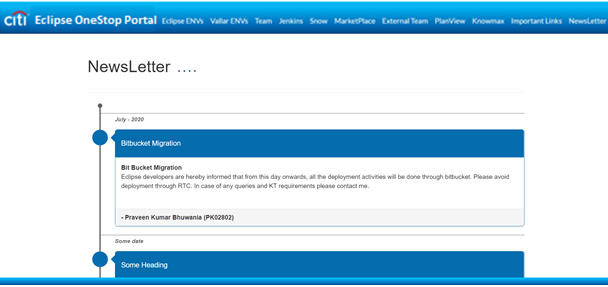 citi Eclipse OneStop Portal Eclipse ENVs Vallar ENVs Team Jenkins Snow MarketPlace External Team PlanView Knowmax Important Links NewsLetter
NewsLetter ....
July - 2020
Bitbucket Migration
Bit Bucket Migration
Eclipse developers are hereby informed that from this day onwards, all the deployment activities will be done through bitbucket. Please avoid
deployment through RTC. In case of any queries and KT requirements please contact me.
- Praveen Kumar Bhuwania (PK02802)
Some date
Some Heading